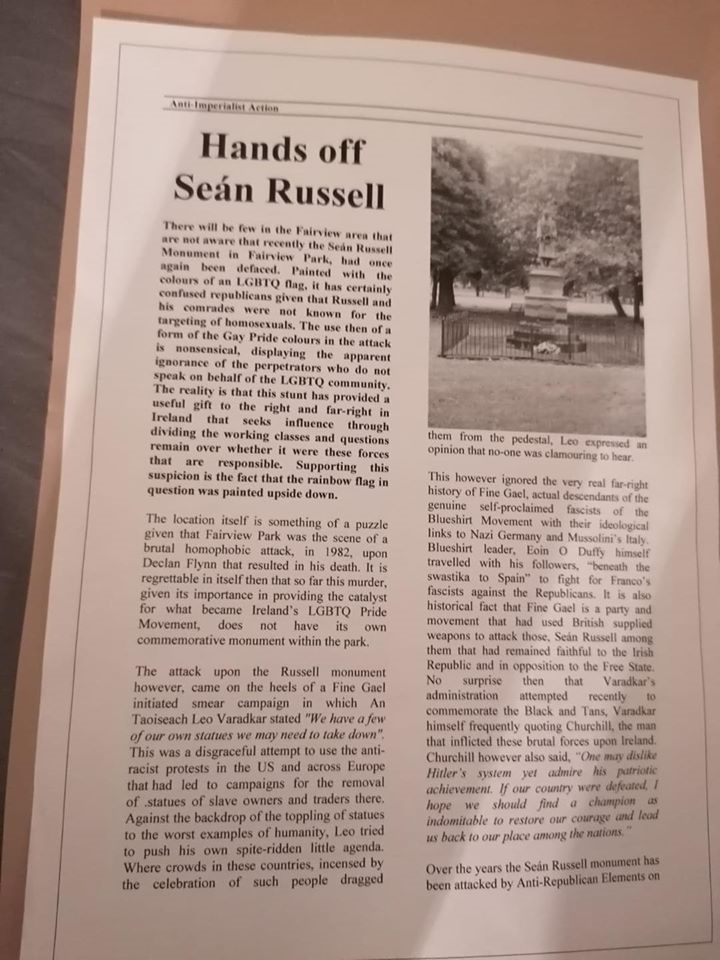 Anti-Imperialist Action
Hands off
Seán Russell
There will be few in the Fairview area that
are not aware that recently the Seán Russell
Monument in Fairview Park, had once
again been defaced. Painted with the
colours of an LGBTQ flag, it has certainly
confused republicans given that Russell and
his comrades were not known for the
targeting of homosexuals. The use then of a
form of the Gay Pride colours in the attack
is nonsensical, displaying the apparent
ignorance of the perpetrators who do not
speak on behalf of the LGBTQ community.
The reality is that this stunt has provided a
useful gift to the right and far-right in
Ireland that seeks influence through
dividing the working classes and questions
remain over whether it were these forces
that are responsible. Supporting this
suspicion is the fact that the rainbow flag in
question was painted upside down.
The location itself is something of a puzzle
given that Fairview Park was the scene of a
brutal homophobic attack, in 1982, upon
Declan Flynn that resulted in his death. It is
regrettable in itself then that so far this murder,
given its importance in providing the catalyst
for what became Ireland's LGBTQ Pride
Movement, does not have its own
commemorative monument within the park.
The attack upon the Russell monument
however, came on the heels of a Fine Gael
initiated smear campaign in which An
Taoiseach Leo Varadkar stated "We have a few
of our own statues we may need to take down".
This was a disgraceful attempt to use the anti-
racist protests in the US and across Europe
that had led to campaigns for the removal
of .statues of slave owners and traders there.
Against the backdrop of the toppling of statues
to the worst examples of humanity, Leo tried
to push his own spite-ridden little agenda.
Where crowds in these countries, incensed by
the celebration of such people dragged
them from the pedestal, Leo expressed an
opinion that no-one was clamouring to hear.
This however ignored the very real far-right
history of Fine Gael, actual descendants of the
genuine self-proclaimed fascists of the
Blueshirt Movement with their ideological
links to Nazi Germany and Mussolini's Italy.
Blueshirt leader, Eoin O Duffy himself
travelled with his followers, "beneath the
swastika to Spain" to fight for Franco's
fascists against the Republicans. It is also
historical fact that Fine Gael is a party and
movement that had used British supplied
weapons to attack those, Seán Russell among
them that had remained faithful to the Irish
Republic and in opposition to the Free State.
No surprise then that Varadkar's
administration attempted recently to
commemorate the Black and Tans, Varadkar
himself frequently quoting Churchill, the man
that inflicted these brutal forces upon Ireland.
Churchill however also said, "One may dislike
Hitler's system yet admire his patriotic
achievement. If our country were defeated, I
hope we should find a champion as
indomitable to restore our courage and lead
us back to our place among the nations."
Over the years the Seán Russell monument has
been attacked by Anti-Republican Elements on